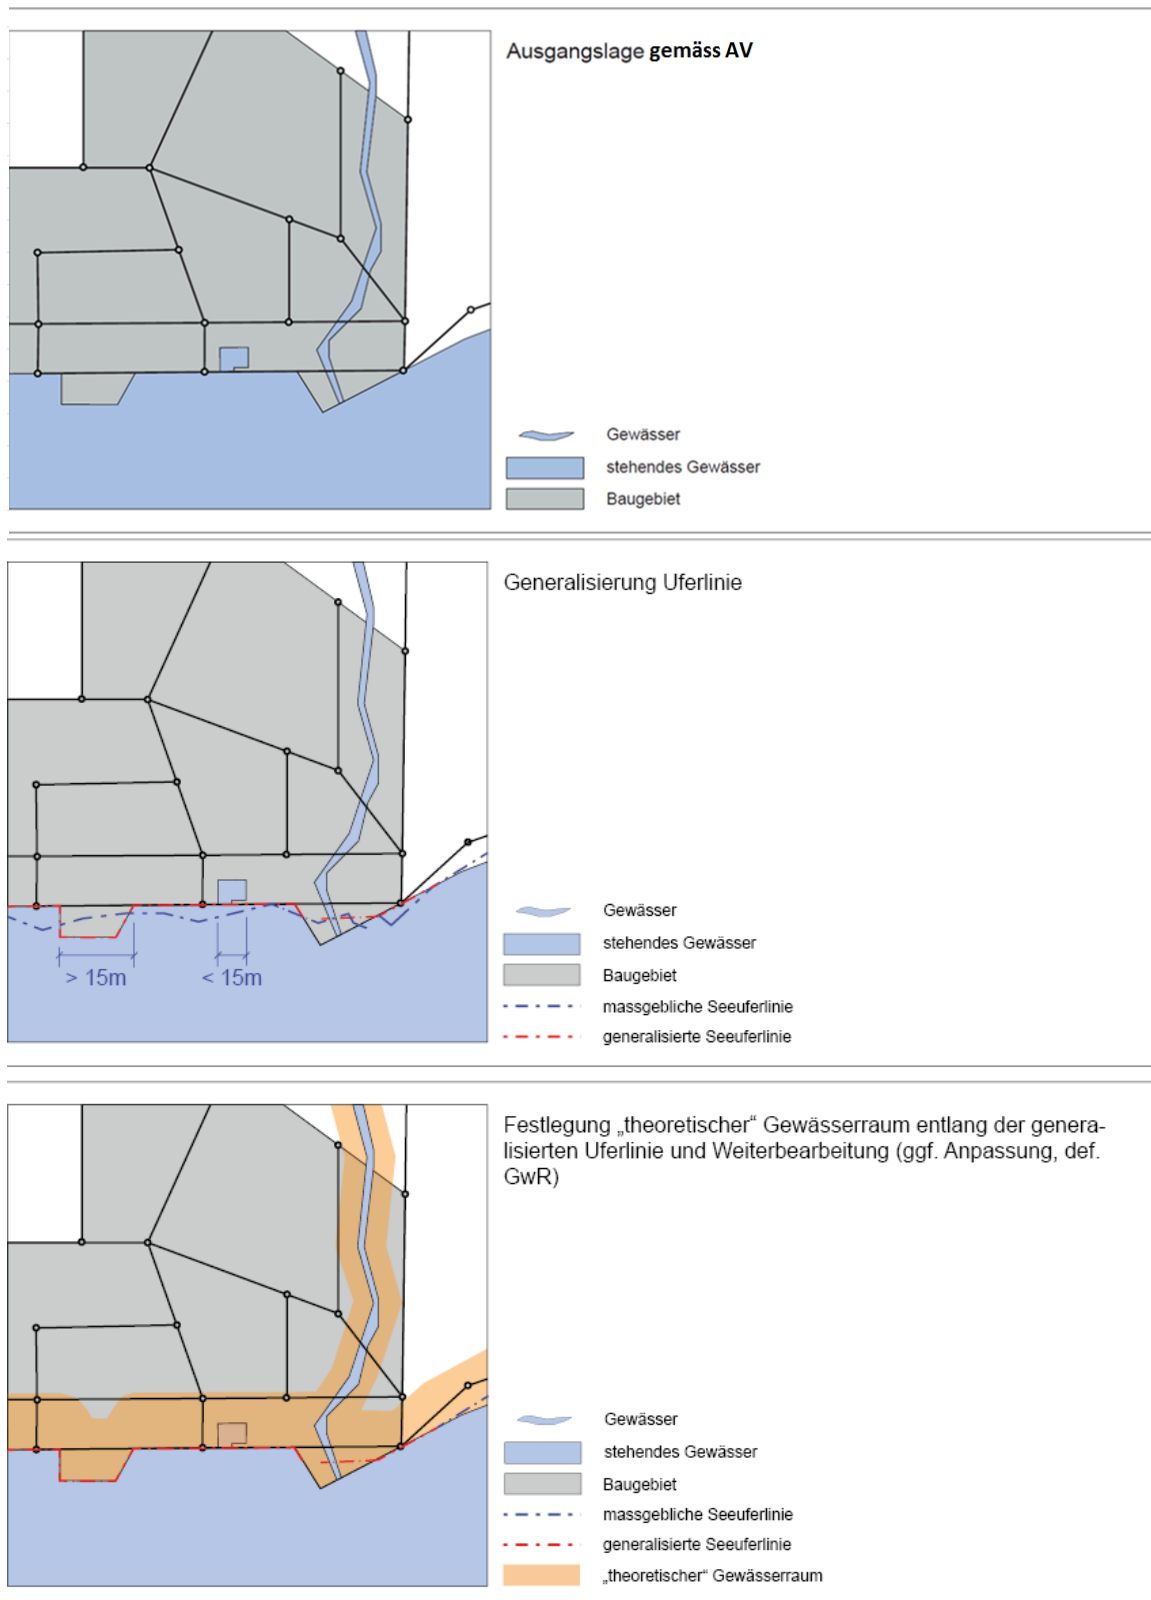 Ausgangslage gemäss AV
Gewässer
stehendes Gewässer
Baugebiet
Generalisierung Uferlinie
> 15m
< 15m
Gewässer
stehendes Gewässer
Baugebiet
massgebliche Seeuferlinie
generalisierte Seeuferlinie
Festlegung „theoretischer“ Gewässerraum entlang der genera-
lisierten Uferlinie und Weiterbearbeitung (ggf. Anpassung, def.
GwR)
Gewässer
stehendes Gewässer
Baugebiet
massgebliche Seeuferlinie
generalisierte Seeuferlinie
„theoretischer“ Gewässerraum